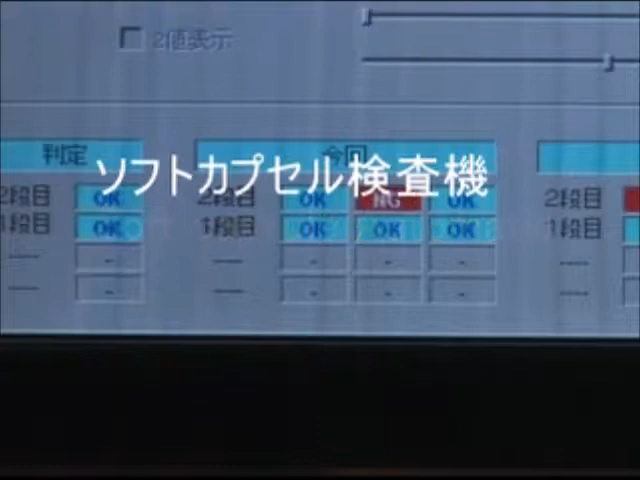 2値表示
判定 今回
ソフトカプセル検査機
2段目 OK 2段目 OK NG OK 2段目
1段目 OK 1段目 OK OK OK 1段目
--- - --- - - - ---
--- - --- - - - ---